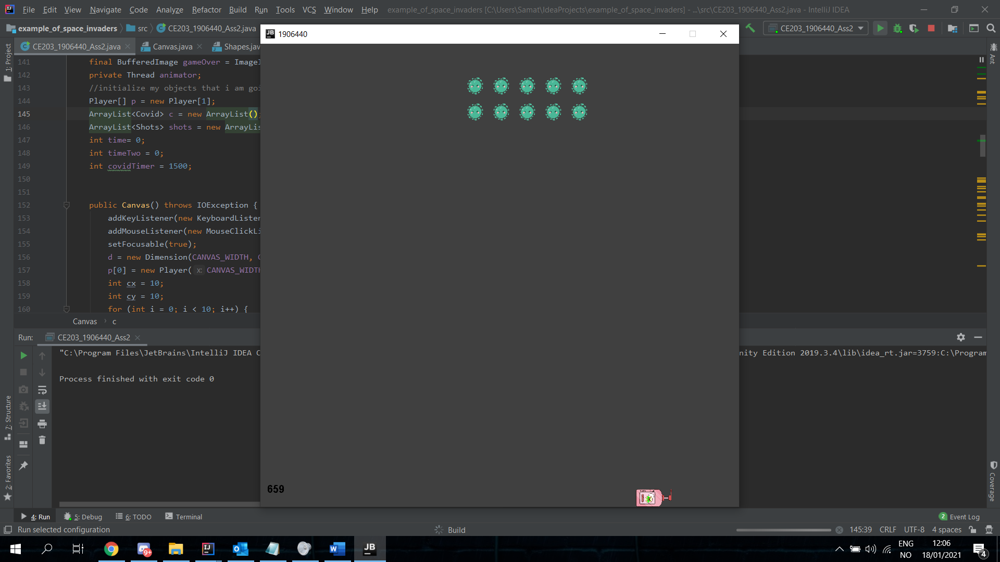 File Edit View Navigate Code Analyze Refactor Build Run Tools VCS Window Help example_of_space_invaders [C:\Users\Samat\IdeaProjects\example_of_space_invaders] - ...\src\CE203_1906440_Ass2.java - IntelliJ IDEA
example_of_space_invaders src CE203_1906440_Ass2.java
CE203_1906440_Ass2
JB 1906440
CE203_1906440_Ass2.java Canvas.java Shapes.jav
1: Project
Ant
141 final BufferedImage gameOver = ImageI
142 private Thread animator;
143 //initialize my objects that i am goi
144 Player[] p = new Player[1];
145 ArrayList<Covid> c = new ArrayList();
146 ArrayList<Shots> shots = new ArrayLis
147 int time= 0;
148 int timeTwo = 0;
149 int covidTimer = 1500;
150
151
152 public Canvas() throws IOException {
153 addKeyListener(new KeyboardListen
154 addMouseListener(new MouseClickLi
155 setFocusable(true);
156 d = new Dimension(CANVAS_WIDTH, C
157 p[0] = new Player( x: CANVAS_WIDTH
158 int cx = 10;
159 int cy = 10;
160 for (int i = 0; i < 10; i++) {
Canvas c
Run: CE203_1906440_Ass2
"C:\Program Files\JetBrains\IntelliJ IDEA C
nity Edition 2019.3.4\lib\idea_rt.jar=3759:C:\Program
Process finished with exit code 0
7: Structure
2: Favorites
Coverage
659
4: Run 5: Debug 6: TODO Terminal
2 Event Log
Run selected configuration Build 145:39 CRLF UTF-8 4 spaces
9+
IJ
W
JB
ENG
NO
12:06
18/01/2021
4